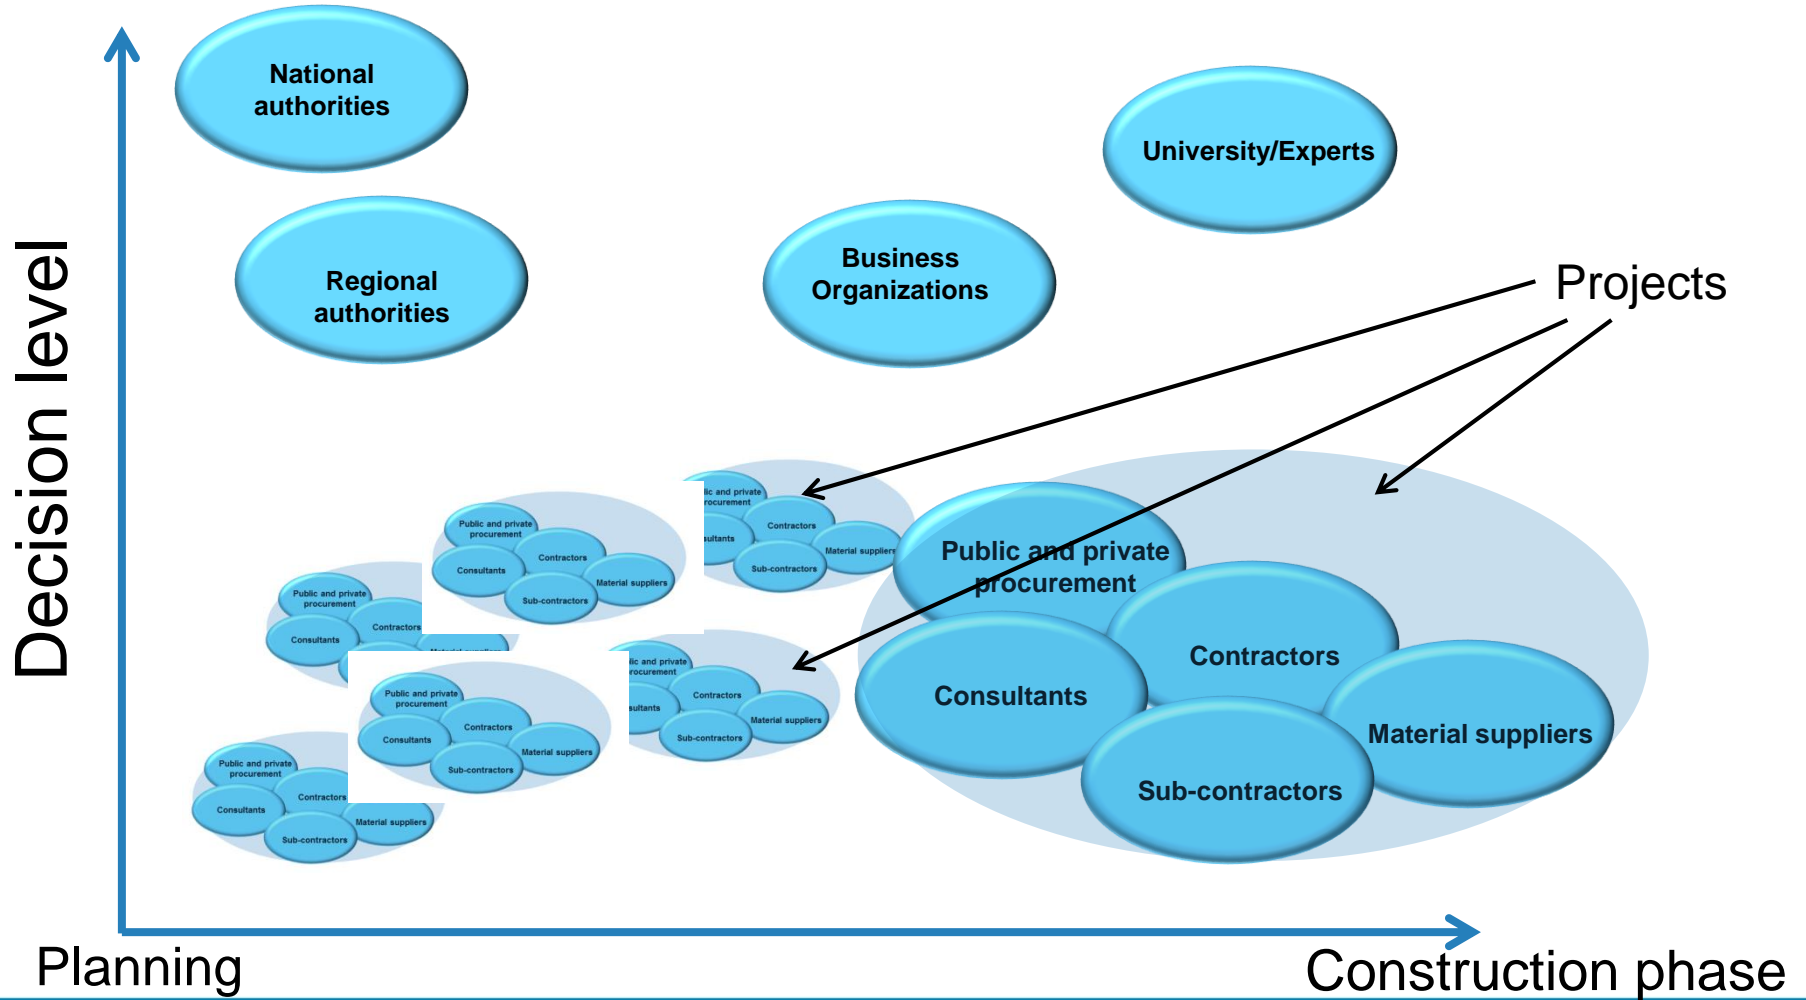 National
authorities
University/Experts
Regional
authorities
Business
Organizations
Projects
Decision level
Public and private
procurement
Contractors
Consultants
Material suppliers
Sub-contractors
procurement
Contractors
Material suppliers
Sub-contractors
Public and private
procurement
Contractors
Consultants
Material suppliers
Sub-contractors
Public and private
procurement
Contractors
Consultants
Public and private
procurement
Contractors
Consultants
Material suppliers
Sub-contractors
and private
Contractors
Material suppliers
Sub-contractors
Public and private
procurement
Contractors
Consultants
Material suppliers
Sub-contractors
Planning
Construction phase